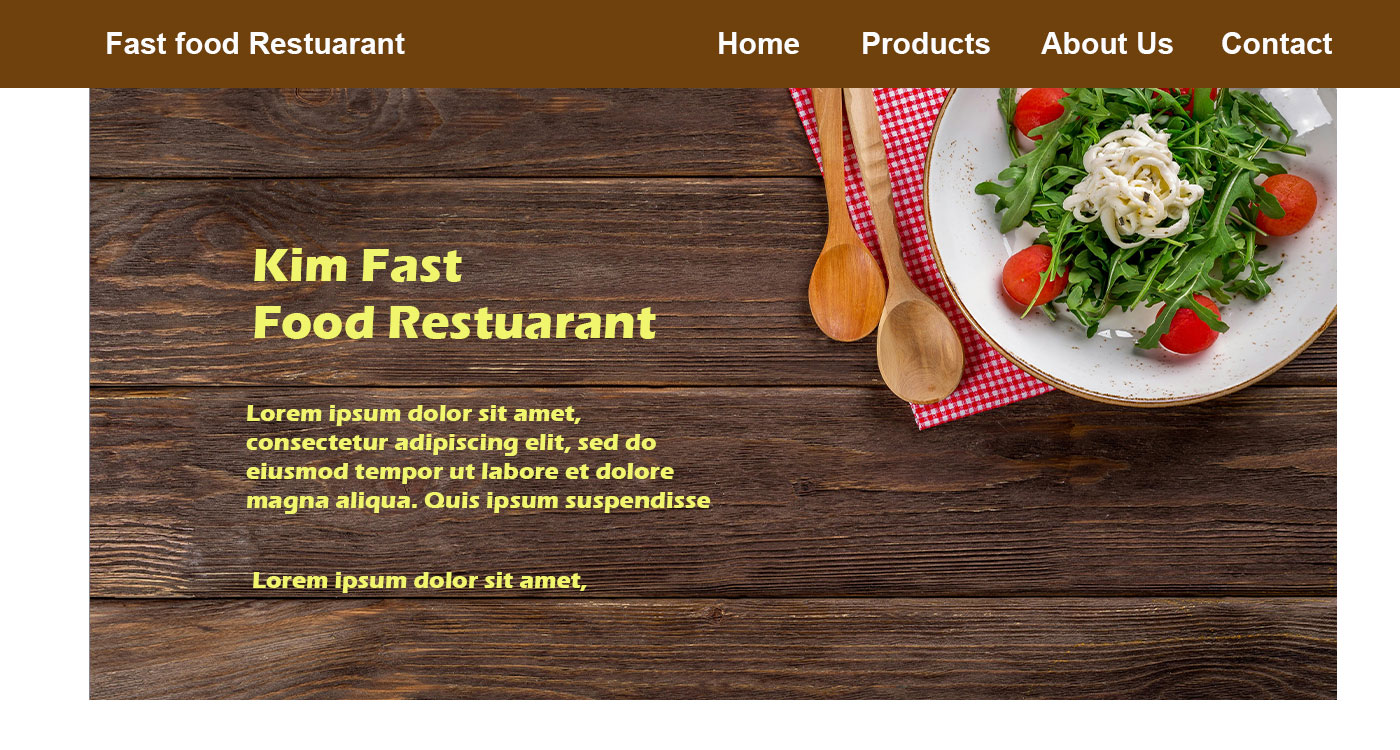 Fast food Restuarant
Home Products About Us Contact
Kim Fast
Food Restuarant
Lorem ipsum dolor sit amet,
consectetur adipiscing elit, sed do
eiusmod tempor ut labore et dolore
magna aliqua. Quis ipsum suspendisse
Lorem ipsum dolor sit amet,